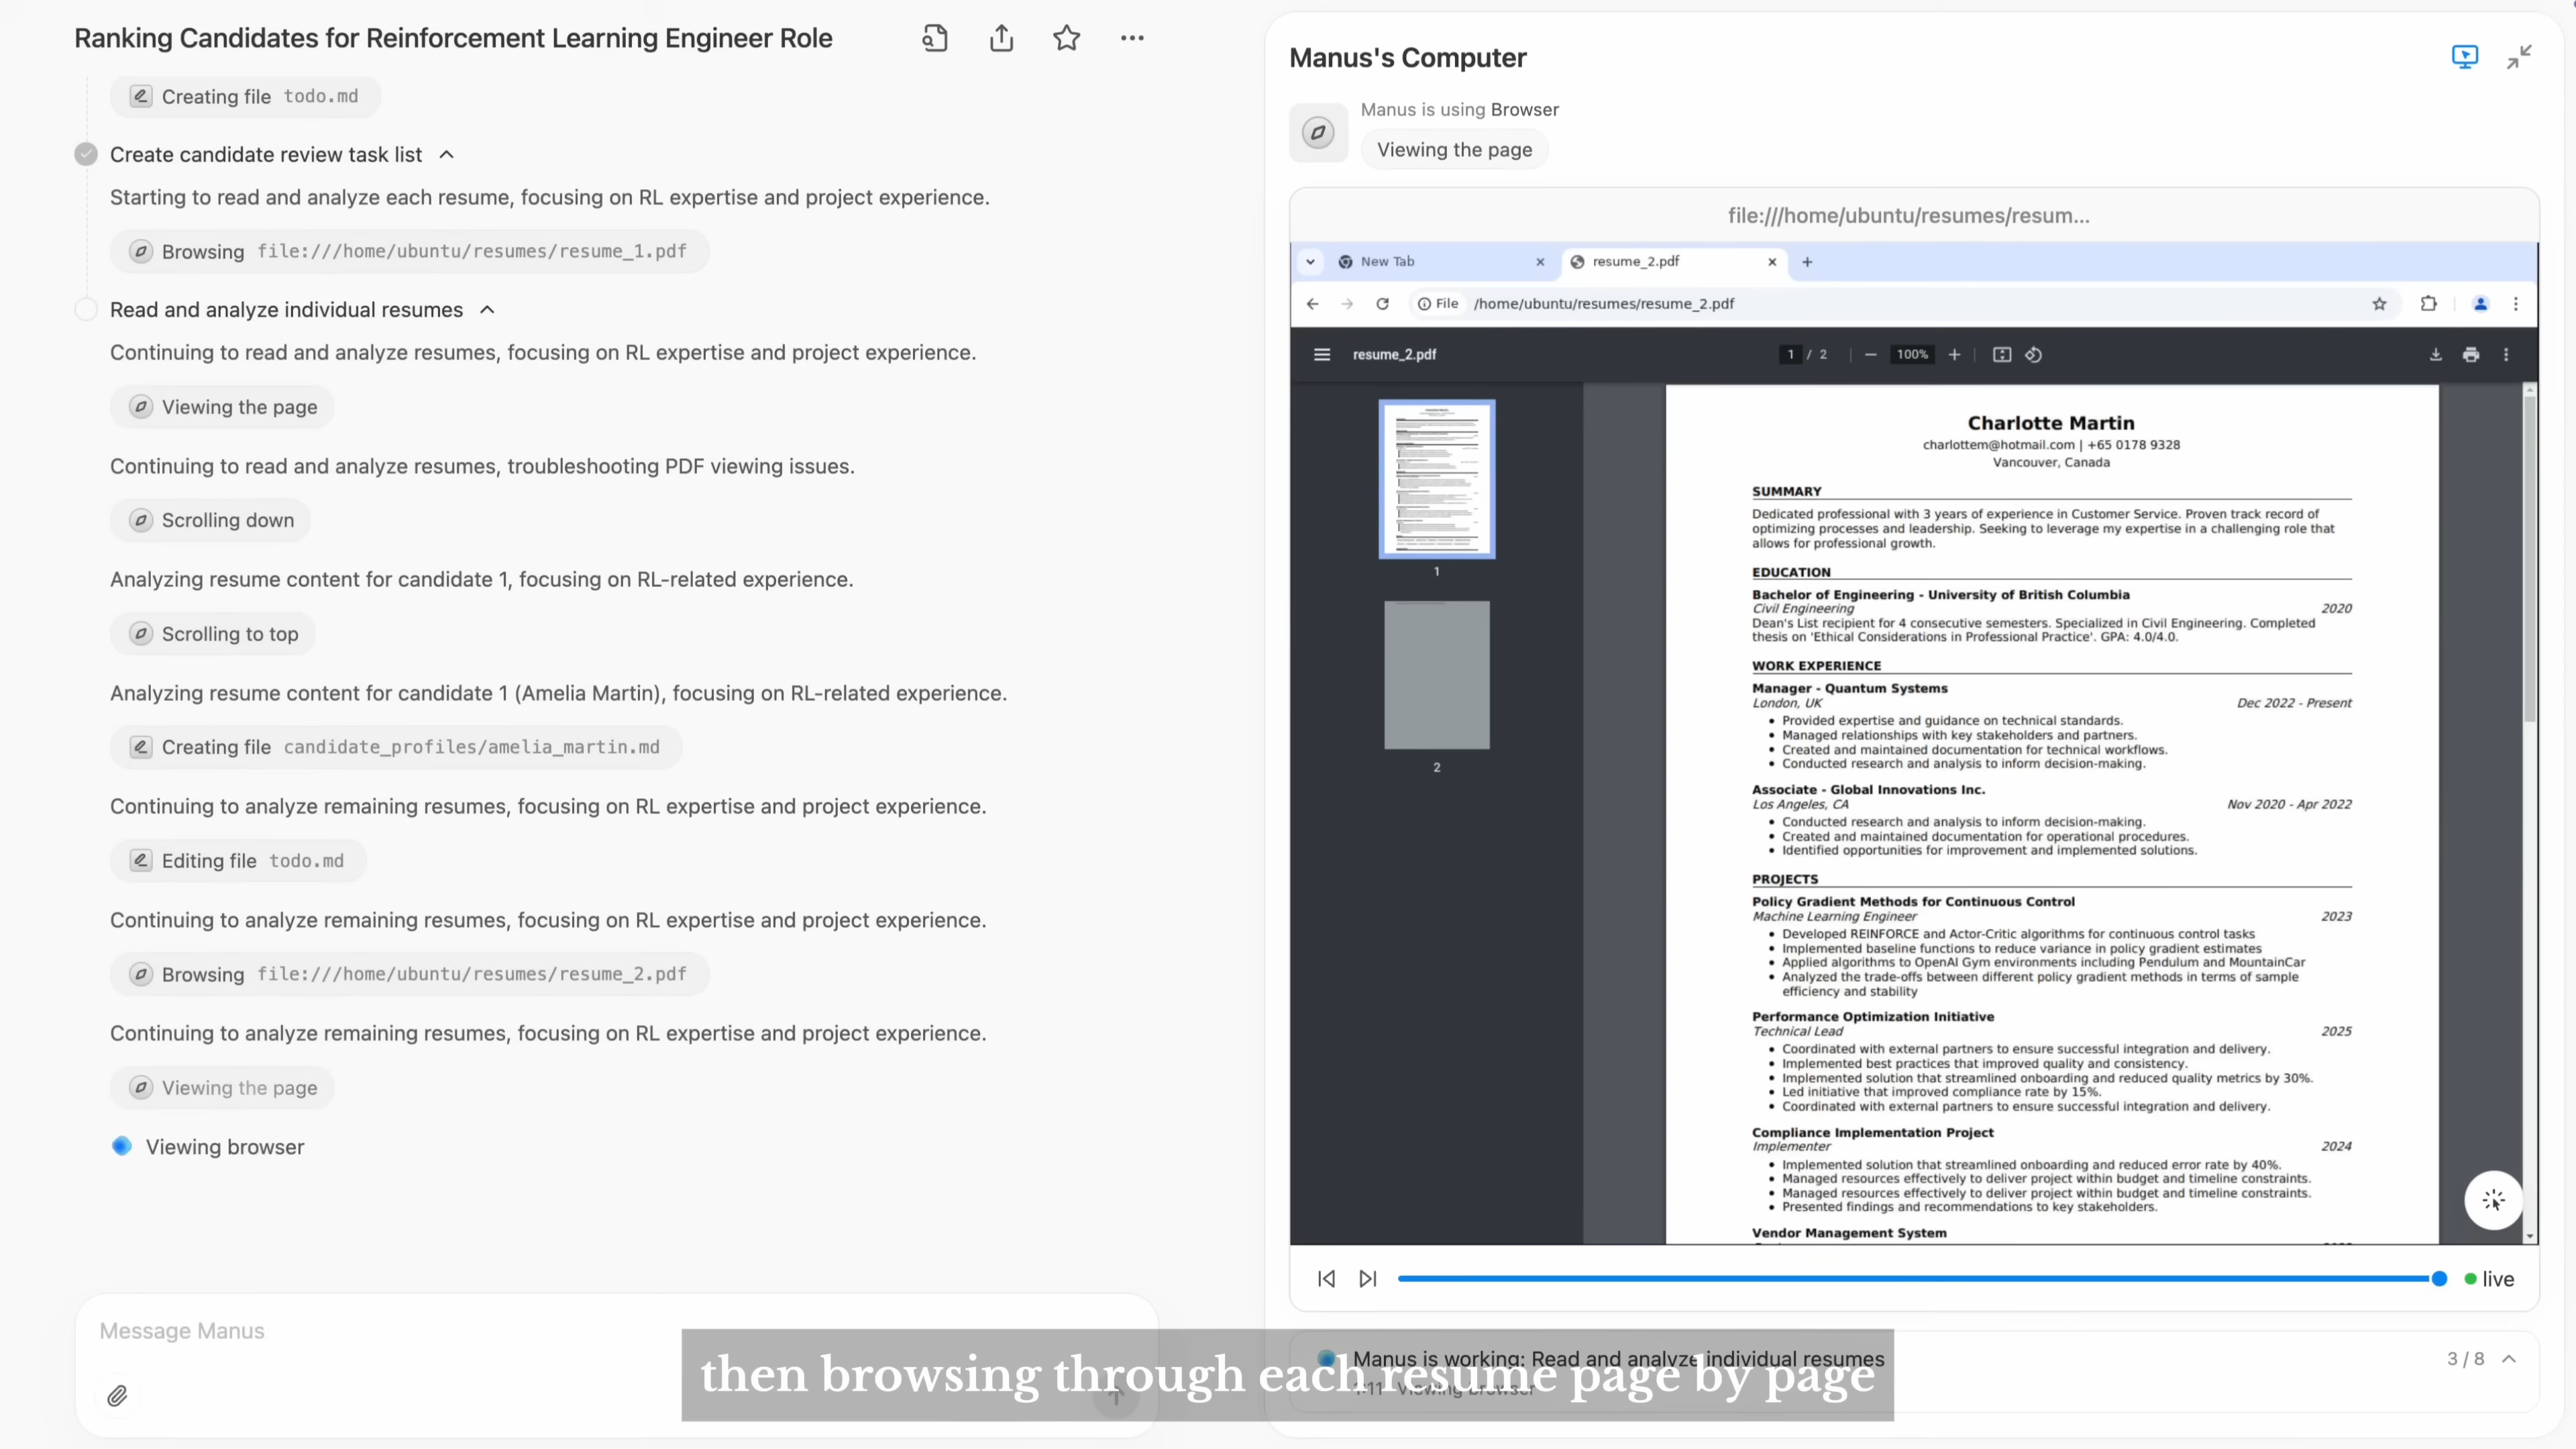 Ranking Candidates for Reinforcement Learning Engineer Role
Creating file todo.md
Create candidate review task list
Starting to read and analyze each resume, focusing on RL expertise and project experience.
Browsing file:///home/ubuntu/resumes/resume_1.pdf
Read and analyze individual resumes
Continuing to read and analyze resumes, focusing on RL expertise and project experience.
Viewing the page
Continuing to read and analyze resumes, troubleshooting PDF viewing issues.
Scrolling down
Analyzing resume content for candidate 1, focusing on RL-related experience.
Scrolling to top
Analyzing resume content for candidate 1 (Amelia Martin), focusing on RL-related experience.
Creating file candidate_profiles/amelia_martin.md
Continuing to analyze remaining resumes, focusing on RL expertise and project experience.
Editing file todo.md
Continuing to analyze remaining resumes, focusing on RL expertise and project experience.
Browsing file:///home/ubuntu/resumes/resume_2.pdf
Continuing to analyze remaining resumes, focusing on RL expertise and project experience.
Viewing the page
Viewing browser
Message Manus
Manus's Computer
Manus is using Browser
Viewing the page
file:///home/ubuntu/resumes/resum...
New Tab
resume_2.pdf
File /home/ubuntu/resumes/resume_2.pdf
resume_2.pdf
1 / 2
100%
1
2
Charlotte Martin
charlottem@hotmail.com | +65 0178 9328
Vancouver, Canada
SUMMARY
Dedicated professional with 3 years of experience in Customer Service. Proven track record of
optimizing processes and leadership. Seeking to leverage my expertise in a challenging role that
allows for professional growth.
EDUCATION
Bachelor of Engineering - University of British Columbia
Civil Engineering 2020
Dean's List recipient for 4 consecutive semesters. Specialized in Civil Engineering. Completed
thesis on 'Ethical Considerations in Professional Practice'. GPA: 4.0/4.0.
WORK EXPERIENCE
Manager - Quantum Systems
London, UK Dec 2022 - Present
• Provided expertise and guidance on technical standards.
• Managed relationships with key stakeholders and partners.
• Created and maintained documentation for technical workflows.
• Conducted research and analysis to inform decision-making.
Associate - Global Innovations Inc.
Los Angeles, CA Nov 2020 - Apr 2022
• Conducted research and analysis to inform decision-making.
• Created and maintained documentation for operational procedures.
• Identified opportunities for improvement and implemented solutions.
PROJECTS
Policy Gradient Methods for Continuous Control
Machine Learning Engineer 2023
• Developed REINFORCE and Actor-Critic algorithms for continuous control tasks
• Implemented baseline functions to reduce variance in policy gradient estimates
• Applied algorithms to OpenAI Gym environments including Pendulum and MountainCar
• Analyzed the trade-offs between different policy gradient methods in terms of sample
efficiency and stability
Performance Optimization Initiative
Technical Lead 2025
• Coordinated with external partners to ensure successful integration and delivery.
• Implemented best practices that improved quality and consistency.
• Implemented solution that streamlined onboarding and reduced quality metrics by 30%.
• Led initiative that improved compliance rate by 15%.
• Coordinated with external partners to ensure successful integration and delivery.
Compliance Implementation Project
Implementer 2024
• Implemented solution that streamlined onboarding and reduced error rate by 40%.
• Managed resources effectively to deliver project within budget and timeline constraints.
• Managed resources effectively to deliver project within budget and timeline constraints.
• Presented findings and recommendations to key stakeholders.
Vendor Management System
live
Manus is working: Read and analyze individual resumes
3 / 8
Viewing browser
then browsing through each resume page by page